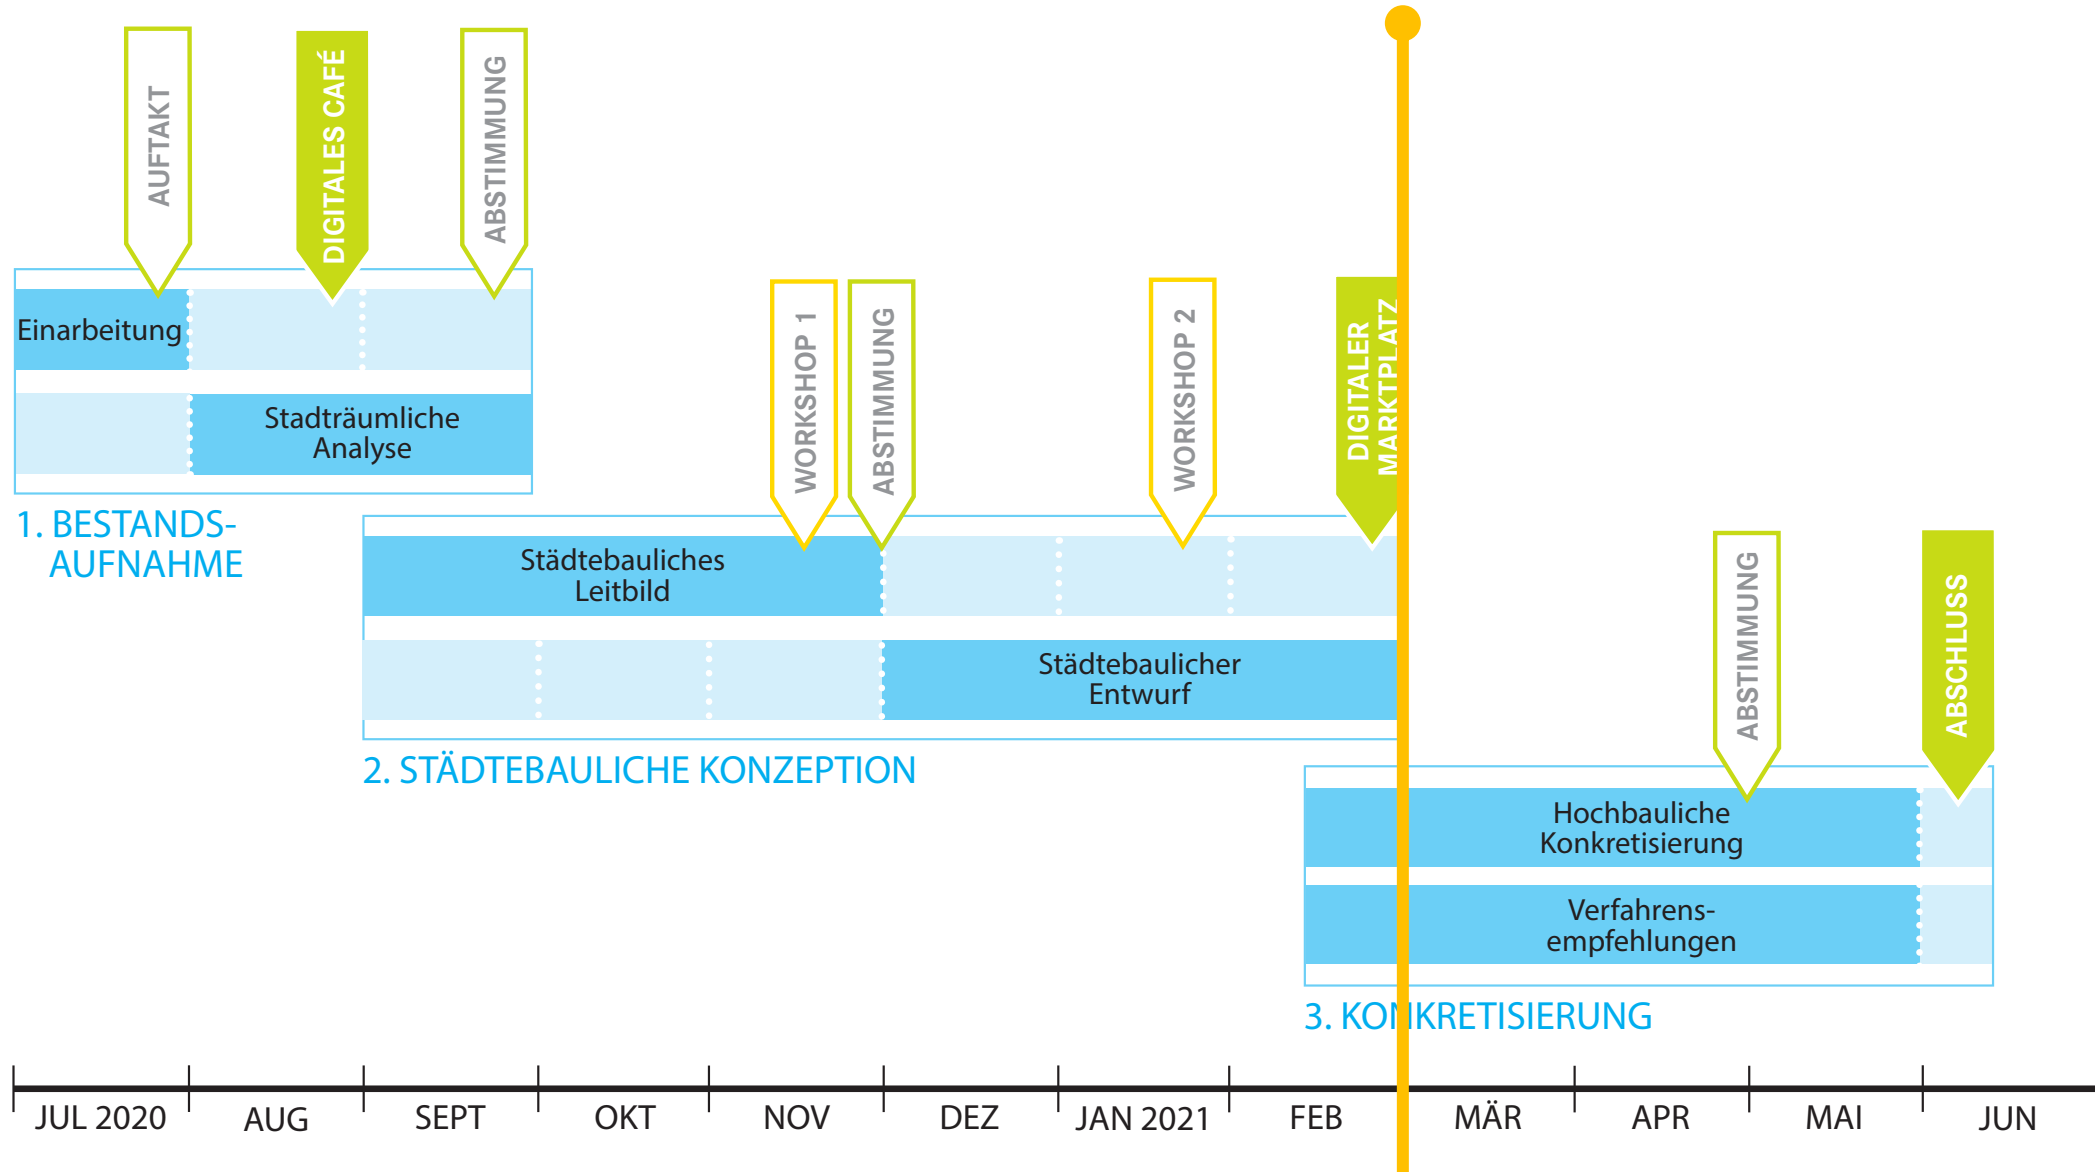 AUFTAKT
DIGITALES CAFÉ
ABSTIMMUNG
Einarbeitung
Stadträumliche
Analyse
1. BESTANDS-
AUFNAHME
WORKSHOP 1
ABSTIMMUNG
WORKSHOP 2
DIGITALER
MARKTPLATZ
Städtebauliches
Leitbild
Städtebaulicher
Entwurf
2. STÄDTEBAULICHE KONZEPTION
ABSTIMMUNG
ABSCHLUSS
Hochbauliche
Konkretisierung
Verfahrens-
empfehlungen
3. KONKRETISIERUNG
JUL 2020 AUG SEPT OKT NOV DEZ JAN 2021 FEB MÄR APR MAI JUN